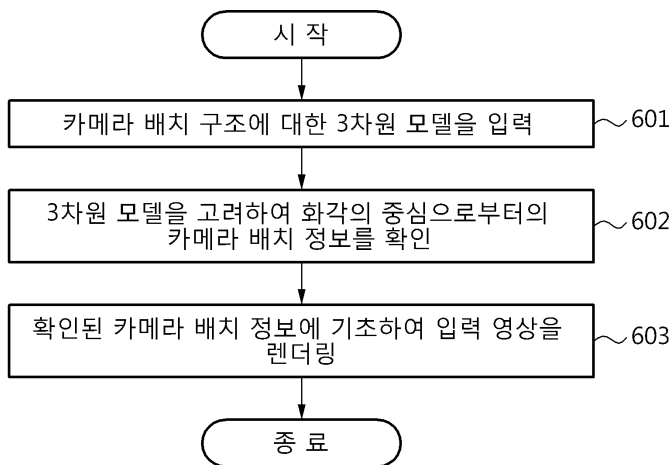 시 작
카메라 배치 구조에 대한 3차원 모델을 입력
601
3차원 모델을 고려하여 화각의 중심으로부터의
카메라 배치 정보를 확인
602
확인된 카메라 배치 정보에 기초하여 입력 영상을
렌더링
603
종 료